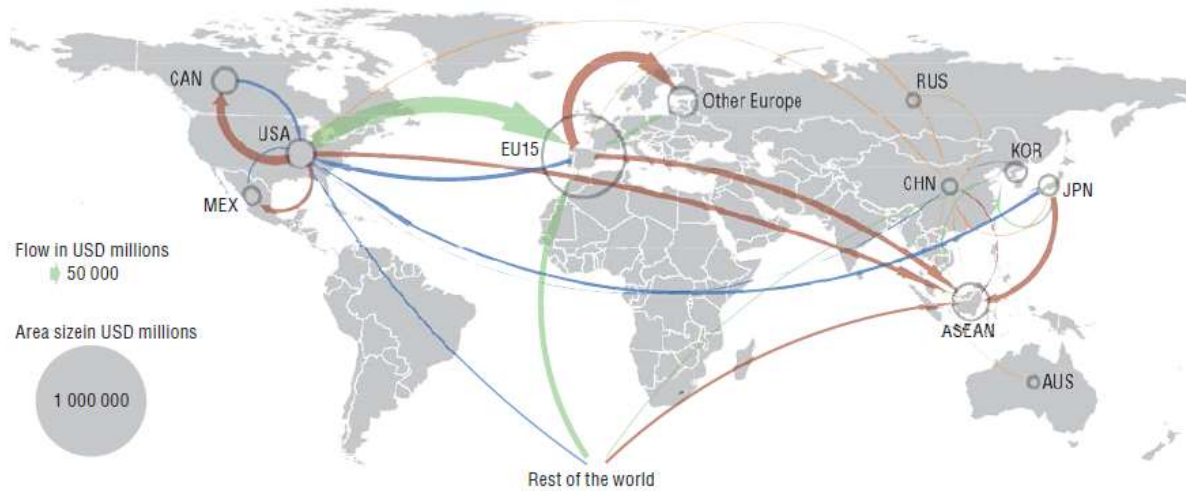 CAN
RUS
Other Europe
USA
EU15
KOR
CHN
JPN
MEX
Flow in USD millions
50 000
Area sizein USD millions
ASEAN
AUS
1 000 000
Rest of the world